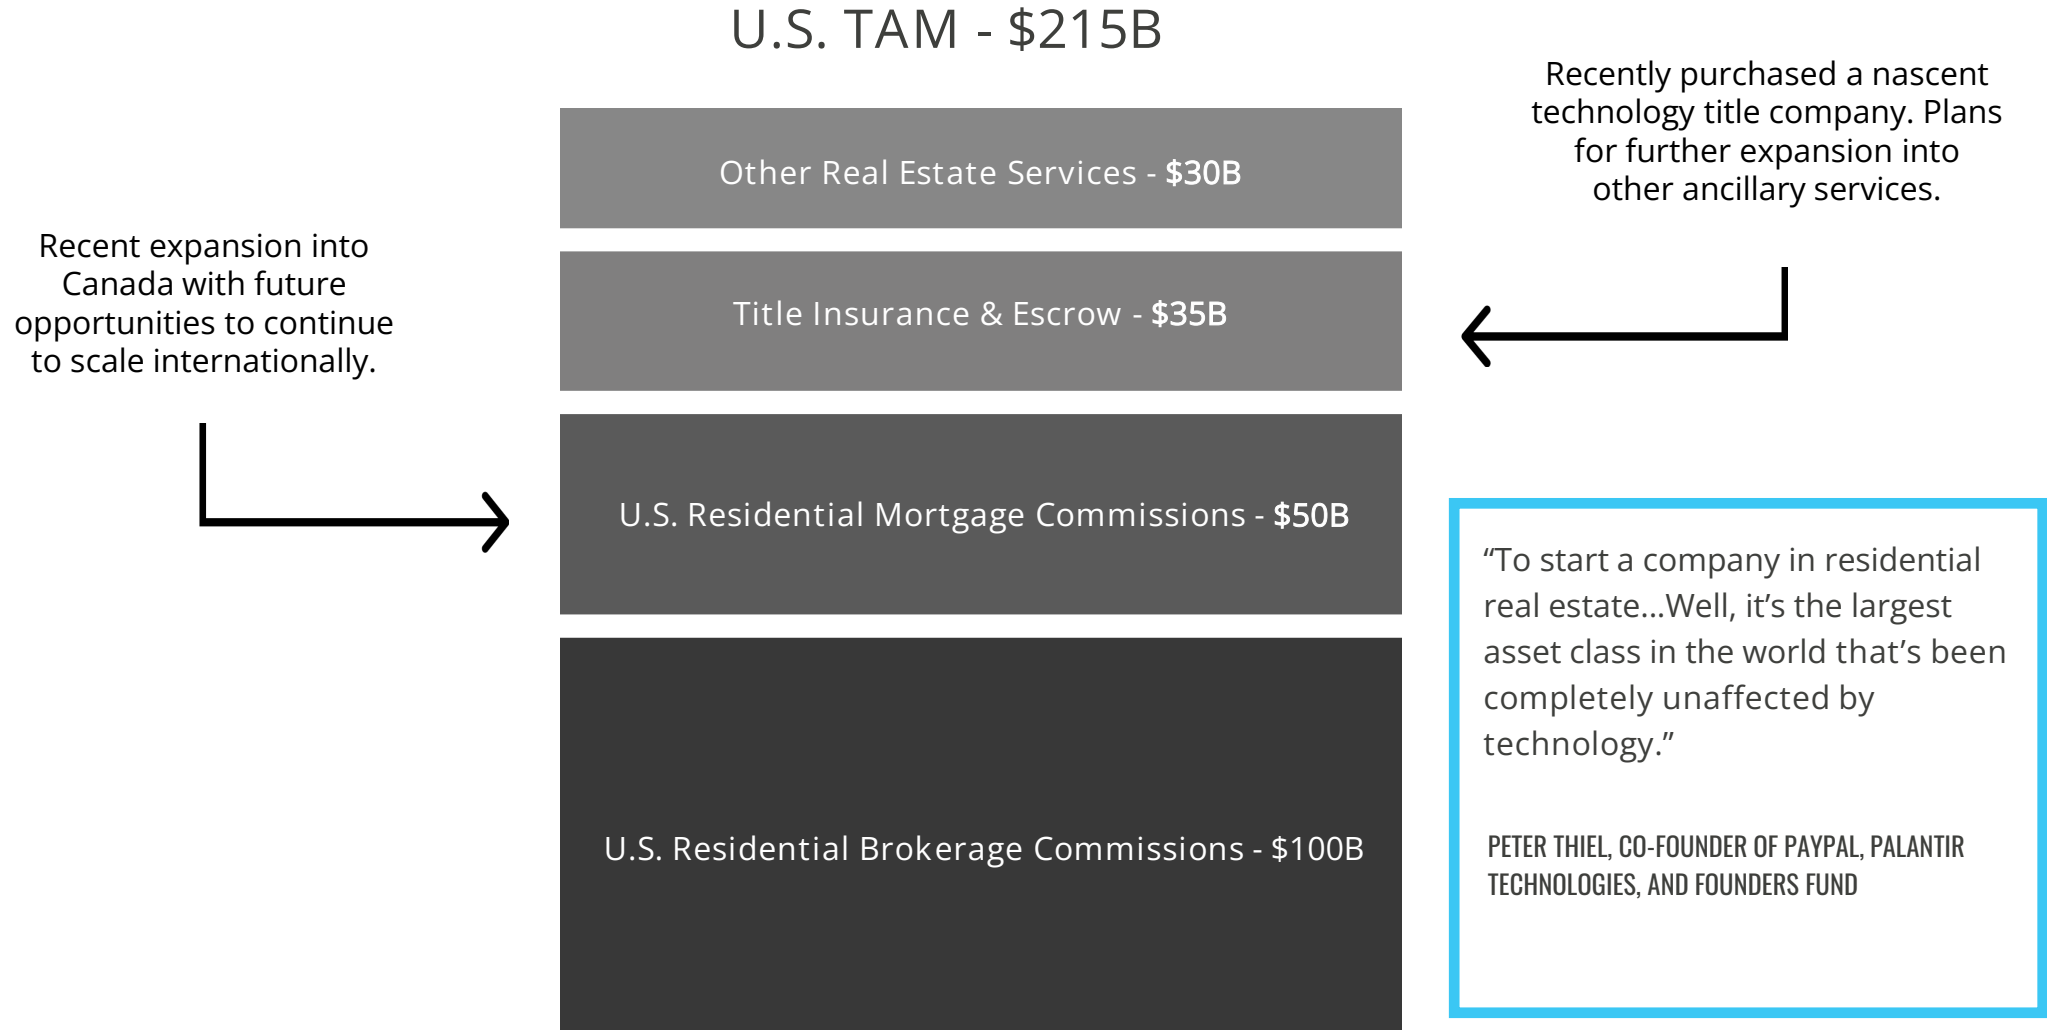 U.S. TAM - $215B
Recently purchased a nascent
technology title company. Plans
for further expansion into
other ancillary services.
Other Real Estate Services - $30B
Recent expansion into
Canada with future
opportunities to continue
to scale internationally.
Title Insurance & Escrow - $35B
U.S. Residential Mortgage Commissions - $50B
“To start a company in residential
real estate...Well, it’s the largest
asset class in the world that’s been
completely unaffected by
technology.”
PETER THIEL, CO-FOUNDER OF PAYPAL, PALANTIR
TECHNOLOGIES, AND FOUNDERS FUND
U.S. Residential Brokerage Commissions - $100B